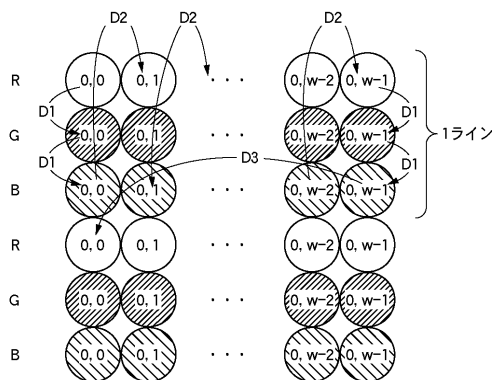 D2 D2 D2
R 0, 0 0, 1 ･･･ 0, w-2 0, w-1
D1 D1
G 0, 0 0, 1 ･･･ 0, w-2 0, w-1 1ライン
D1 D3 D1
B 0, 0 0, 1 ･･･ 0, w-2 0, w-1
R 0, 0 0, 1 ･･･ 0, w-2 0, w-1
G 0, 0 0, 1 ･･･ 0, w-2 0, w-1
B 0, 0 0, 1 ･･･ 0, w-2 0, w-1